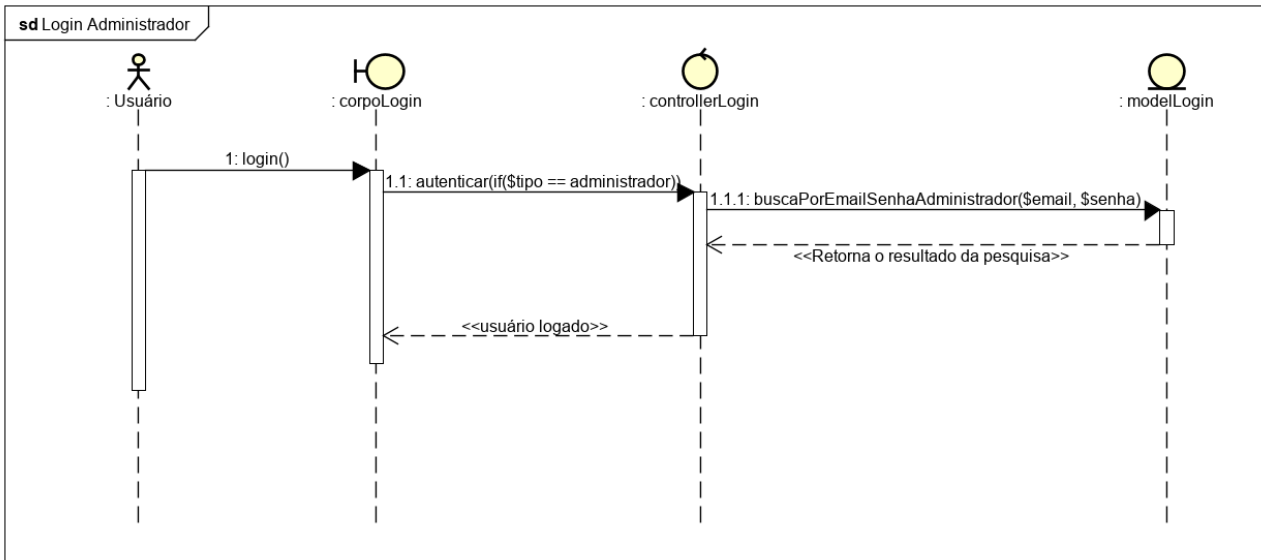 sd Login Administrador
: Usuário
: corpoLogin
: controllerLogin
: modelLogin
1: login()
1.1: autenticar(if($tipo == administrador))
1.1.1: buscaPorEmailSenhaAdministrador($email, $senha)
<<Retorna o resultado da pesquisa>>
<<usuário logado>>